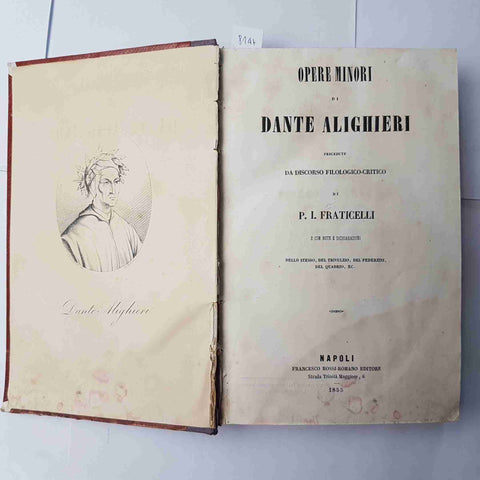 8147
Dante Alighieri
OPERE MINORI
DI
DANTE ALIGHIERI
PRECEDUTE
DA DISCORSO FILOLOGICO-CRITICO
DI
P. I. FRATICELLI
E CON NOTE E DICHIARAZIONI
DELLO STESSO, DEL TRIVULZIO, DEL PEDERZINI,
DEL QUADRIO, EC.
NAPOLI
FRANCESCO ROSSI-ROMANO EDITORE
Strada Trinità Maggiore, 6.
1855